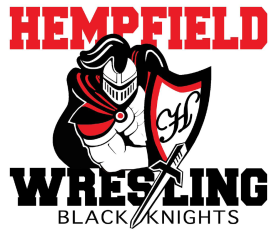 HEMPFIELD
H
WRESTLING
BLACK KNIGHTS